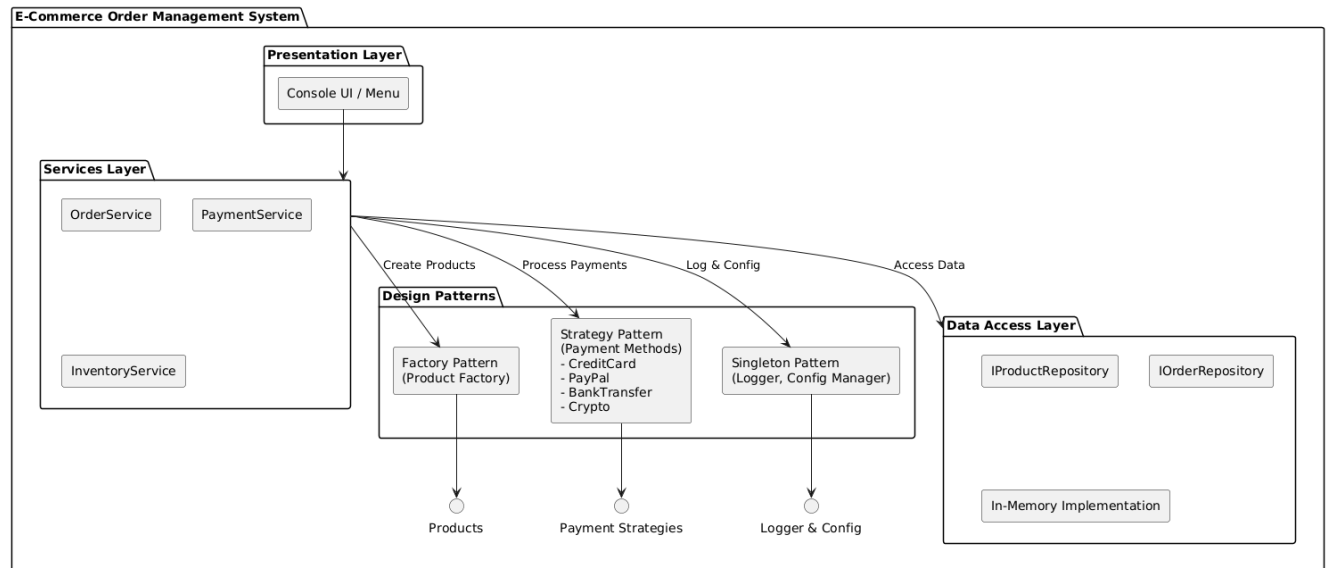 E-Commerce Order Management System
Presentation Layer
Console UI / Menu
Services Layer
OrderService
PaymentService
InventoryService
Create Products
Process Payments
Log & Config
Access Data
Design Patterns
Factory Pattern
(Product Factory)
Strategy Pattern
(Payment Methods)
- CreditCard
- PayPal
- BankTransfer
- Crypto
Singleton Pattern
(Logger, Config Manager)
Data Access Layer
IProductRepository
IOrderRepository
In-Memory Implementation
Products
Payment Strategies
Logger & Config